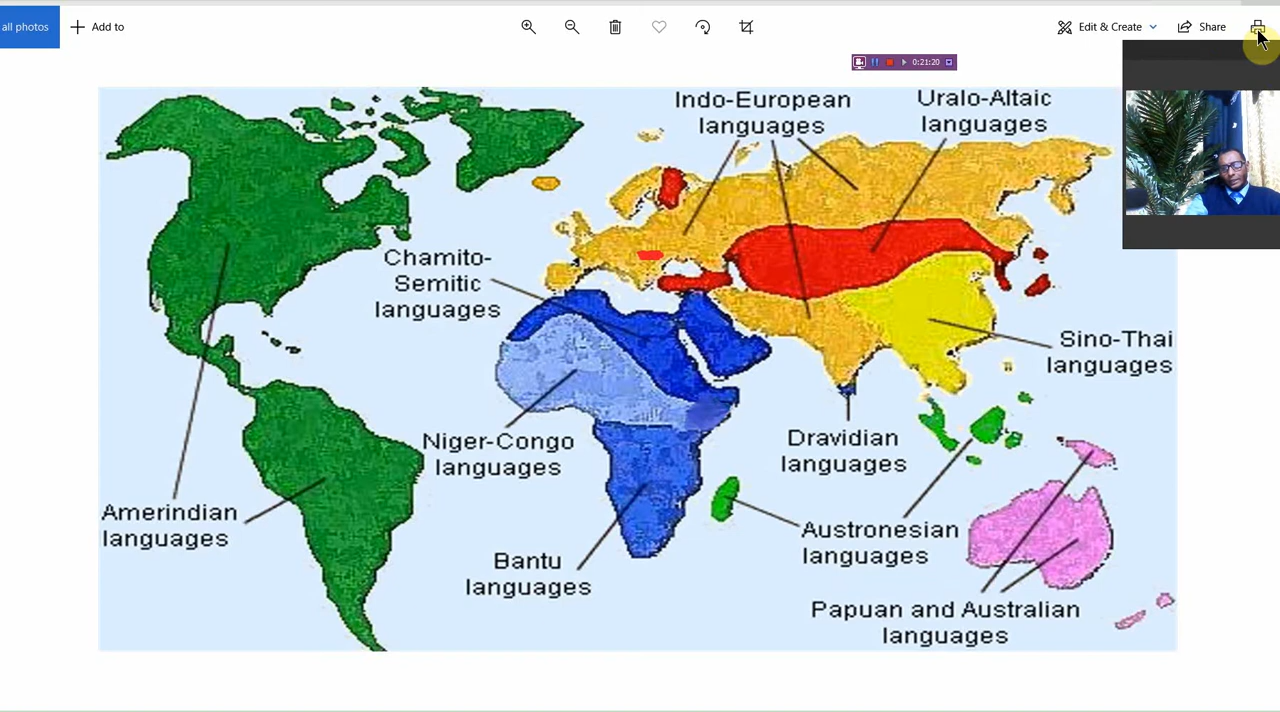 all photos
Add to
Edit & Create
Share
0:21:20
Indo-European
languages
Uralo-Altaic
languages
Chamito-
Semitic
languages
Sino-Thai
languages
Niger-Congo
languages
Dravidian
languages
Amerindian
languages
Austronesian
languages
Bantu
languages
Papuan and Australian
languages